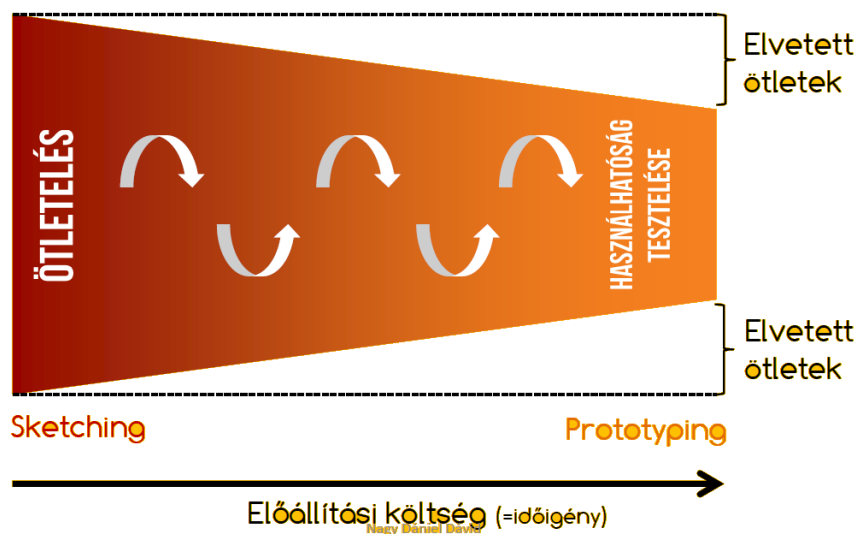 Elvetett
ötletek
ÖTLETELÉS
HASZNÁLHATÓSÁG
TESZTELÉSE
Elvetett
ötletek
Sketching
Prototyping
Előállítási költség (=időigény)
Nagy Dániel Dávid